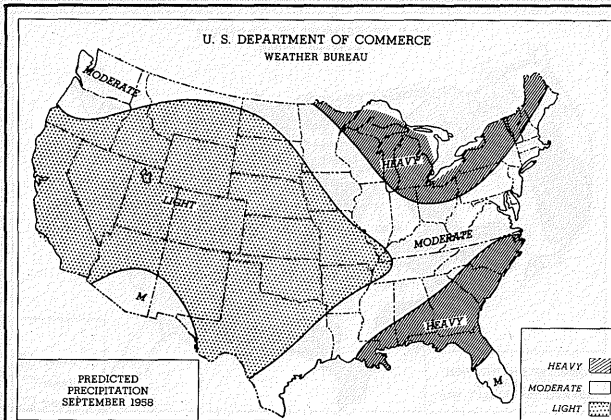 U. S. DEPARTMENT OF COMMERCE
WEATHER BUREAU
MODERATE
HEAVY
LIGHT
MODERATE
M
HEAVY
M
PREDICTED
PRECIPITATION
SEPTEMBER 1958
HEAVY
MODERATE
LIGHT